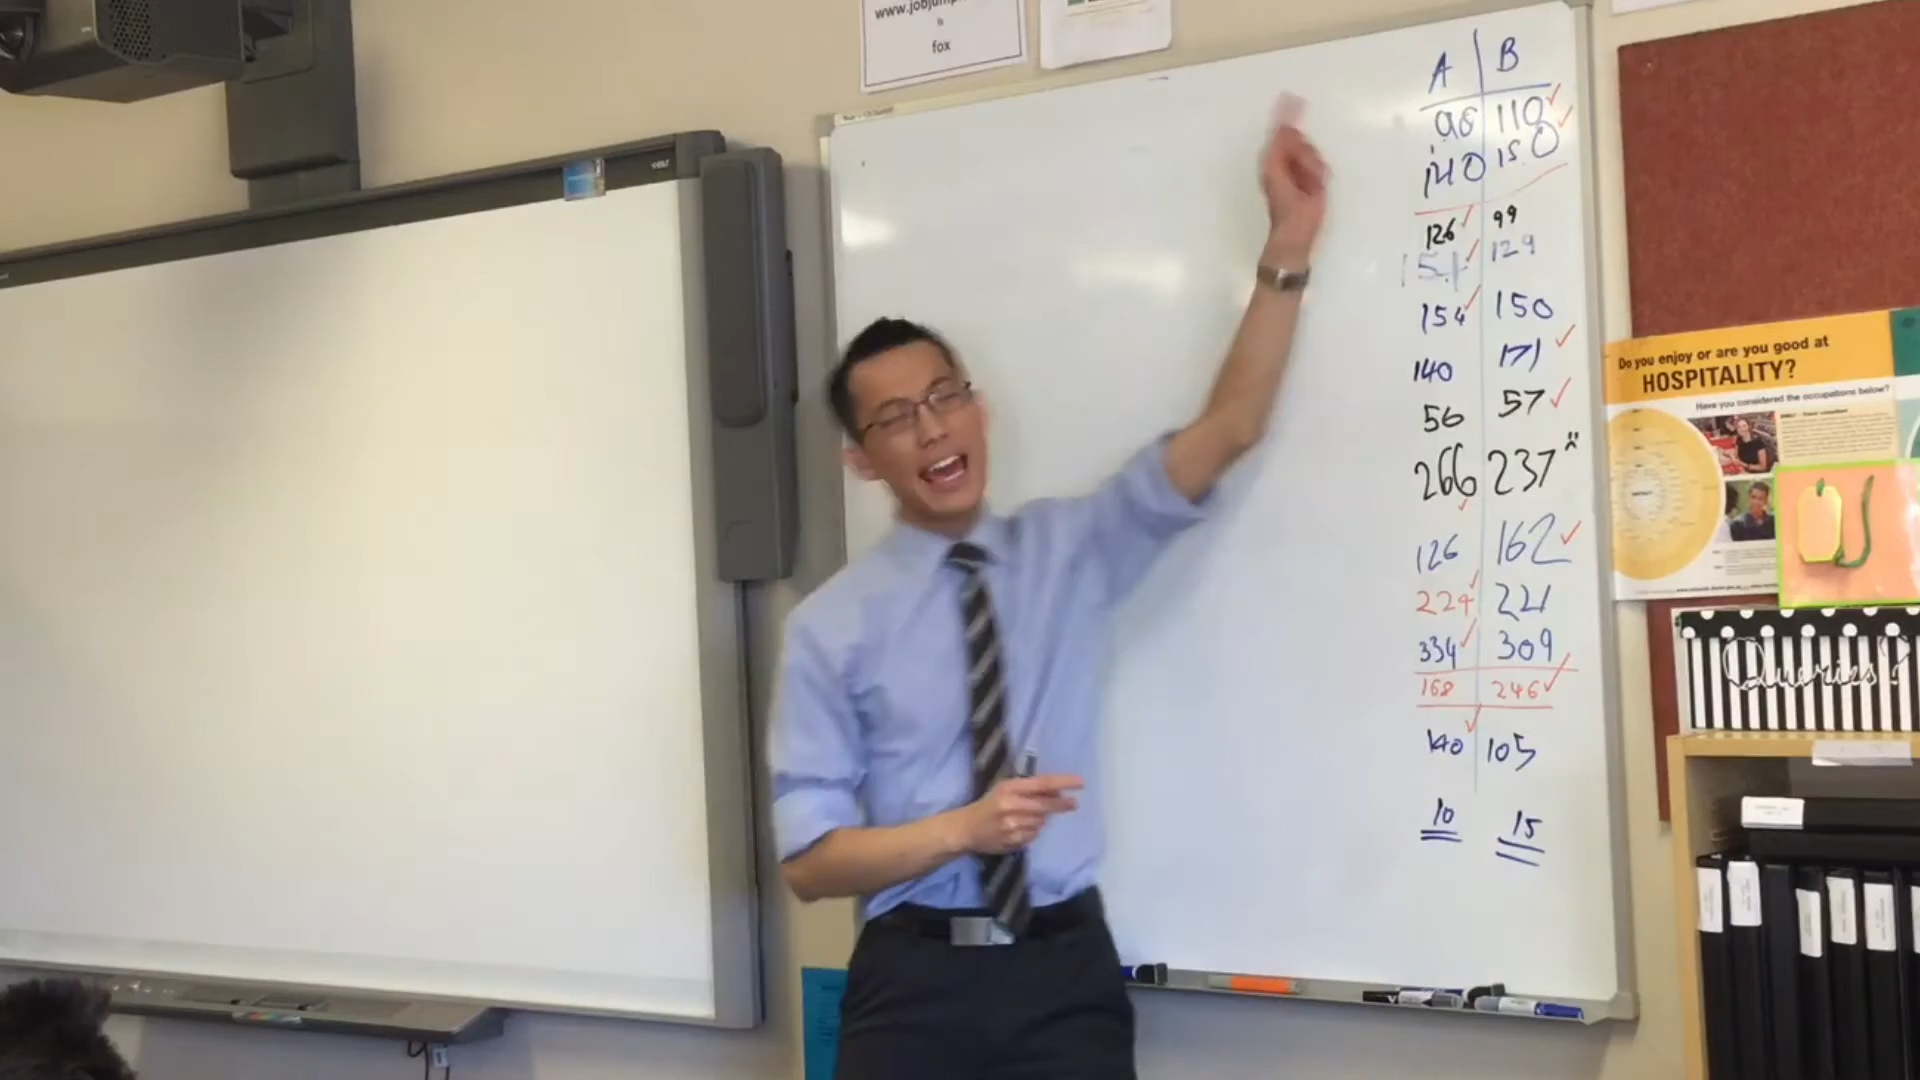 www.jobjump
is
fox
A B
98 110
140 150
126 99
154 129
154 150
140 171
56 57
266 237
126 162
224 221
334 309
168 246
140 105
10 15
Do you enjoy or are you good at
HOSPITALITY?
Have you considered the occupations below?
Queries?